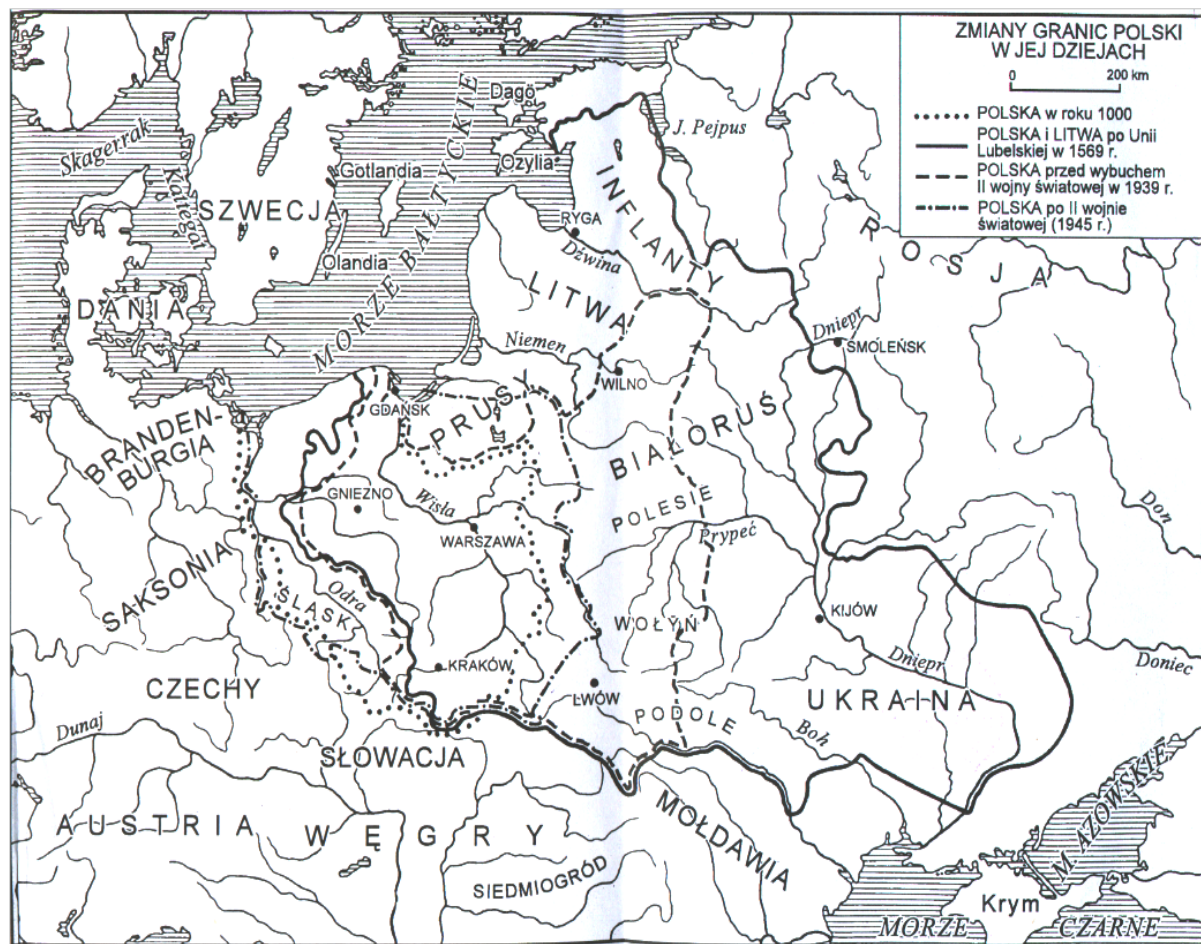 ZMIANY GRANIC POLSKI
W JEJ DZIEJACH
0 200 km
POLSKA w roku 1000
POLSKA i LITWA po Unii
Lubelskiej w 1569 r.
POLSKA przed wybuchem
II wojny światowej w 1939 r.
POLSKA po II wojnie
światowej (1945 r.)
Dagö
J. Pejpus
Skagerrak
Kategat
Ozylia
Gotlandia
INFLANTY
SZWECJA
RYGA
MORZE BAŁTYCKIE
ROSJA
Olandia
Dźwina
LITWA
DANIA
Dniepr
SMOLEŃSK
Niemen
WILNO
GDAŃSK
PRUSY
BRANDEN-
BURGIA
BIAŁORUŚ
GNIEZNO
Wisła
POLESIE
Don
WARSZAWA
Prypeć
SAKSONIA
ŚLĄSK
Odra
WOŁYŃ
KIJÓW
KRAKÓW
Dniepr
Doniec
CZECHY
LWÓW
UKRAINA
PODOLE
Boh
Dunaj
SŁOWACJA
AUSTRIA
WĘGRY
MOŁDAWIA
M. AZOWSKIE
SIEDMIOGRÓD
Krym
MORZE CZARNE